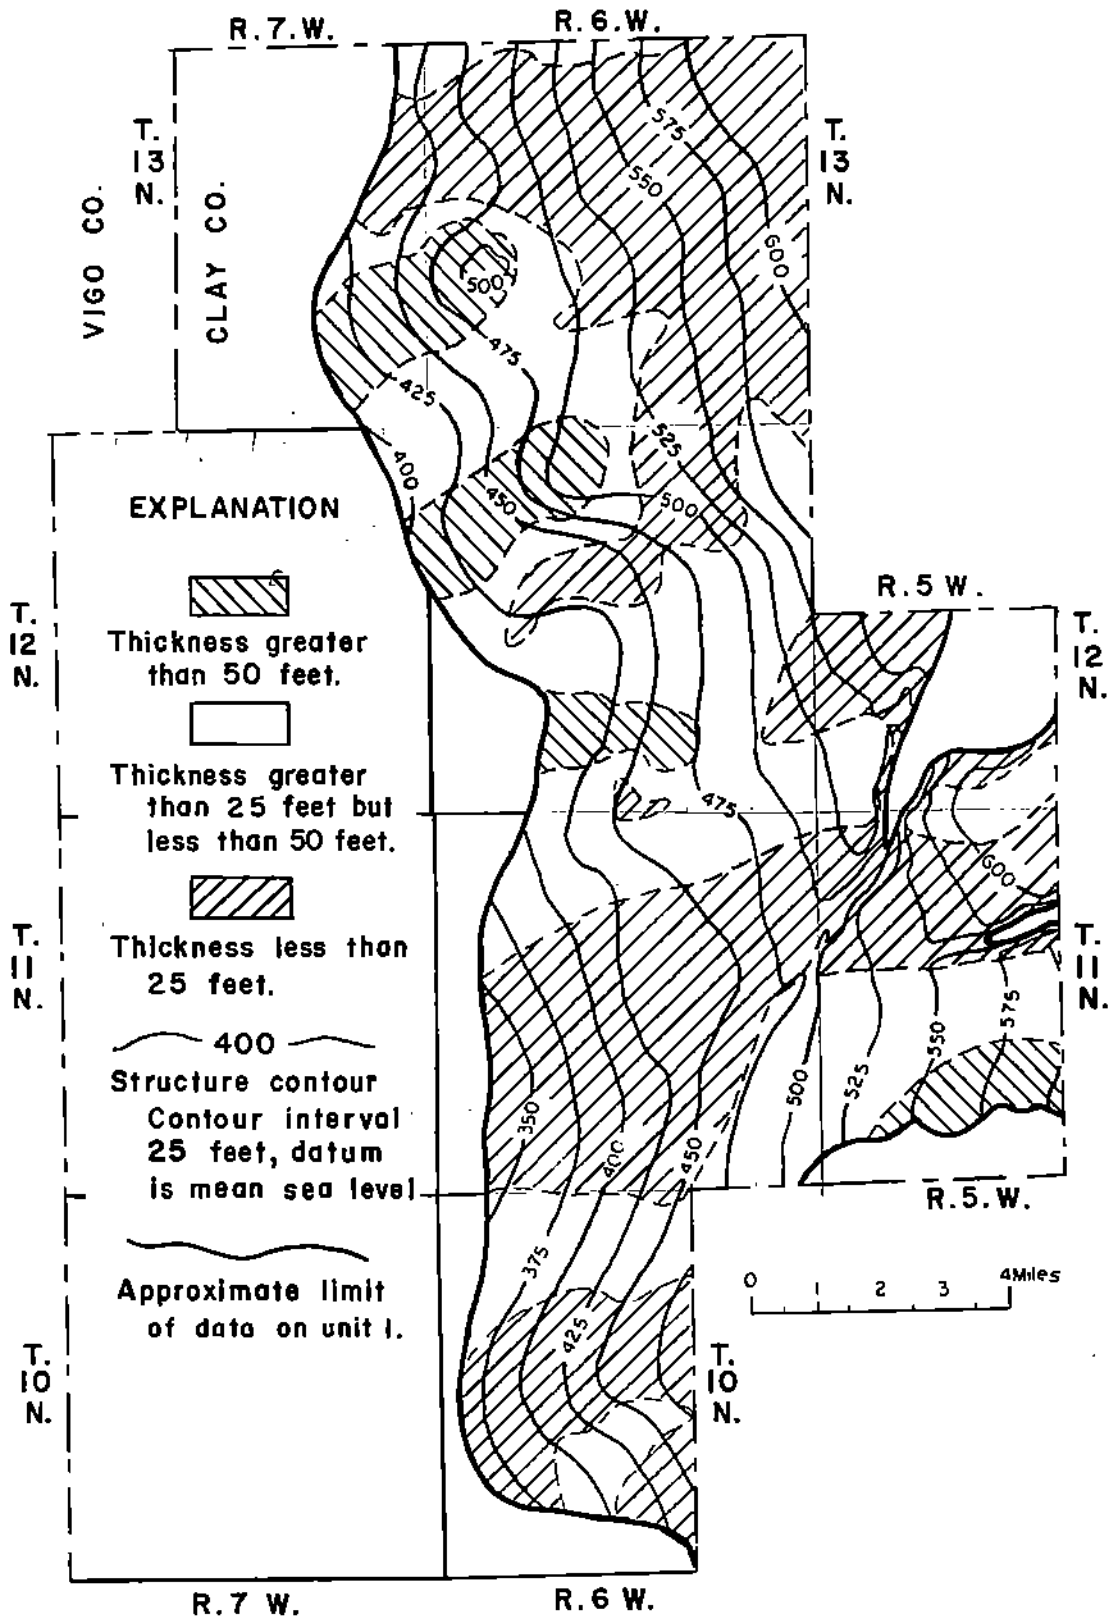 R. 7. W.
R. 6. W.
T.
13
N.
T.
13
N.
VIGO CO.
CLAY CO.
575
550
600
500
475
425
525
400
450
500
EXPLANATION
Thickness greater
than 50 feet.
Thickness greater
than 25 feet but
less than 50 feet.
Thickness less than
25 feet.
400
Structure contour
Contour interval
25 feet, datum
is mean sea level
Approximate limit
of data on unit I.
T.
12
N.
R. 5 W.
T.
12
N.
475
600
T.
11
N.
T.
11
N.
575
550
525
500
350
400
450
R. 5. W.
375
425
0 1 2 3 4 Miles
T.
10
N.
T.
10
N.
R. 7 W.
R. 6 W.